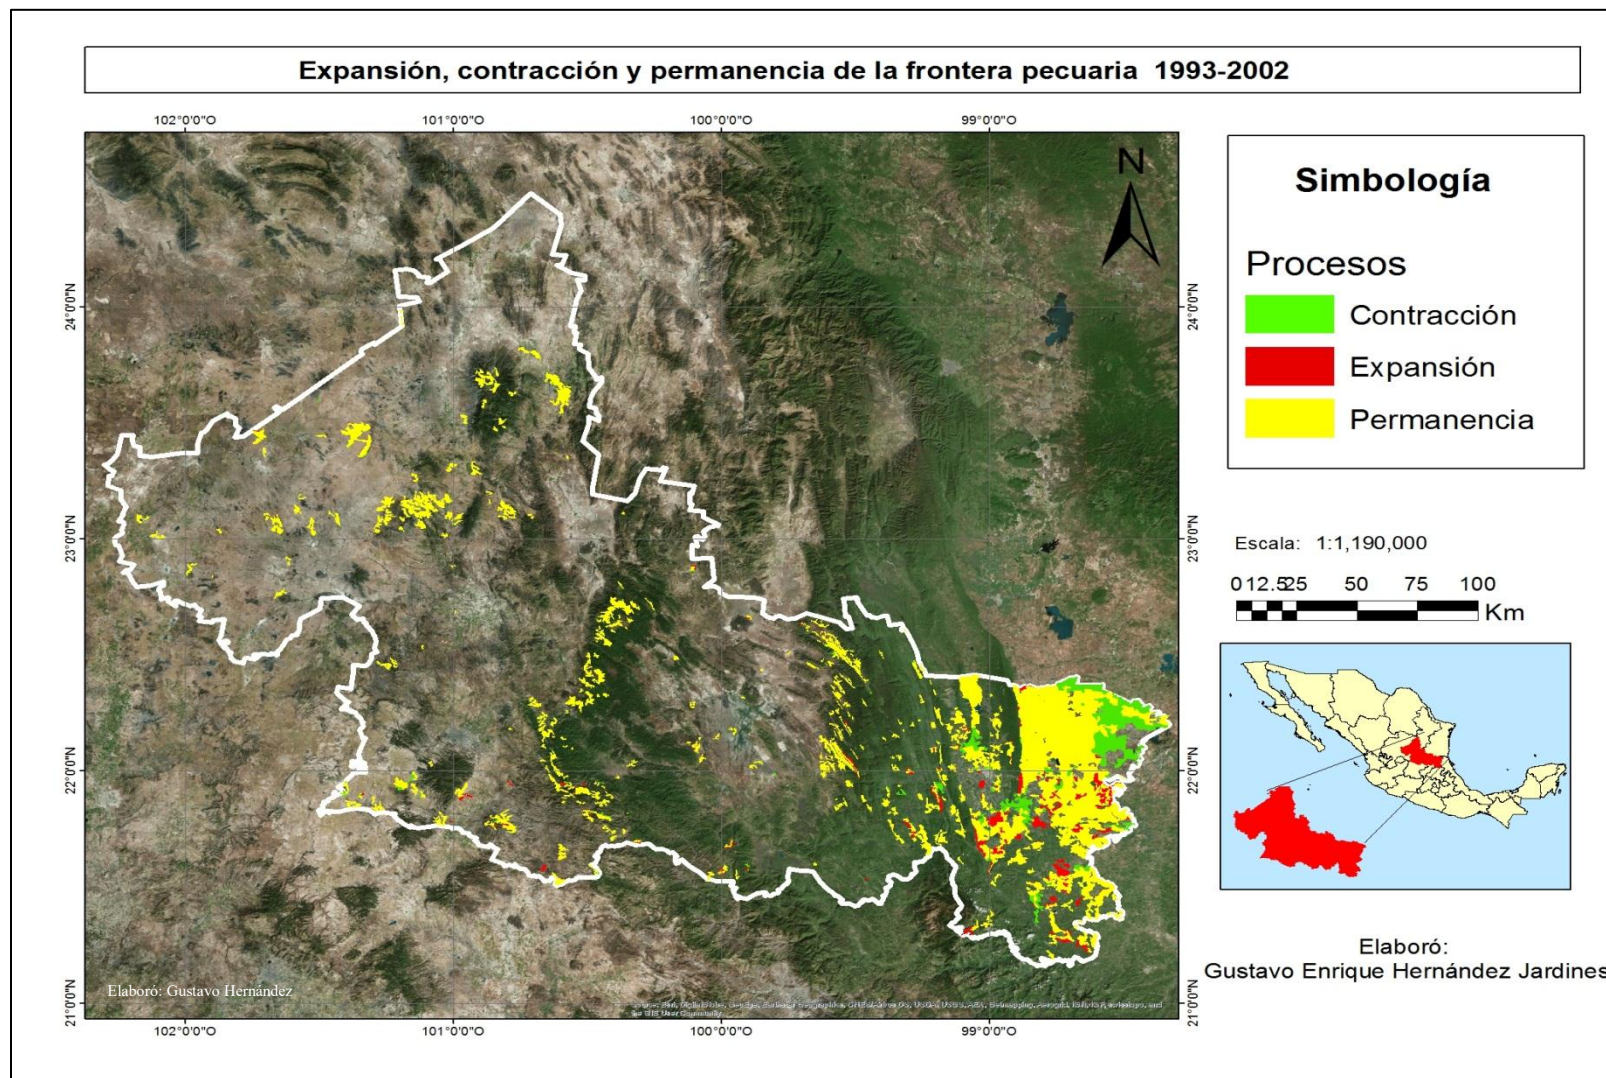 Expansión, contracción y permanencia de la frontera pecuaria 1993-2002
102°0'0"O 101°0'0"O 100°0'0"O 99°0'0"O
N
24°0'0"N 24°0'0"N
23°0'0"N 23°0'0"N
22°0'0"N 22°0'0"N
21°0'0"N 21°0'0"N
Elaboró: Gustavo Hernández
102°0'0"O 101°0'0"O 100°0'0"O 99°0'0"O
Simbología
Procesos
Contracción
Expansión
Permanencia
Escala: 1:1,190,000
0 12.5 25 50 75 100
Km
Elaboró:
Gustavo Enrique Hernández Jardines